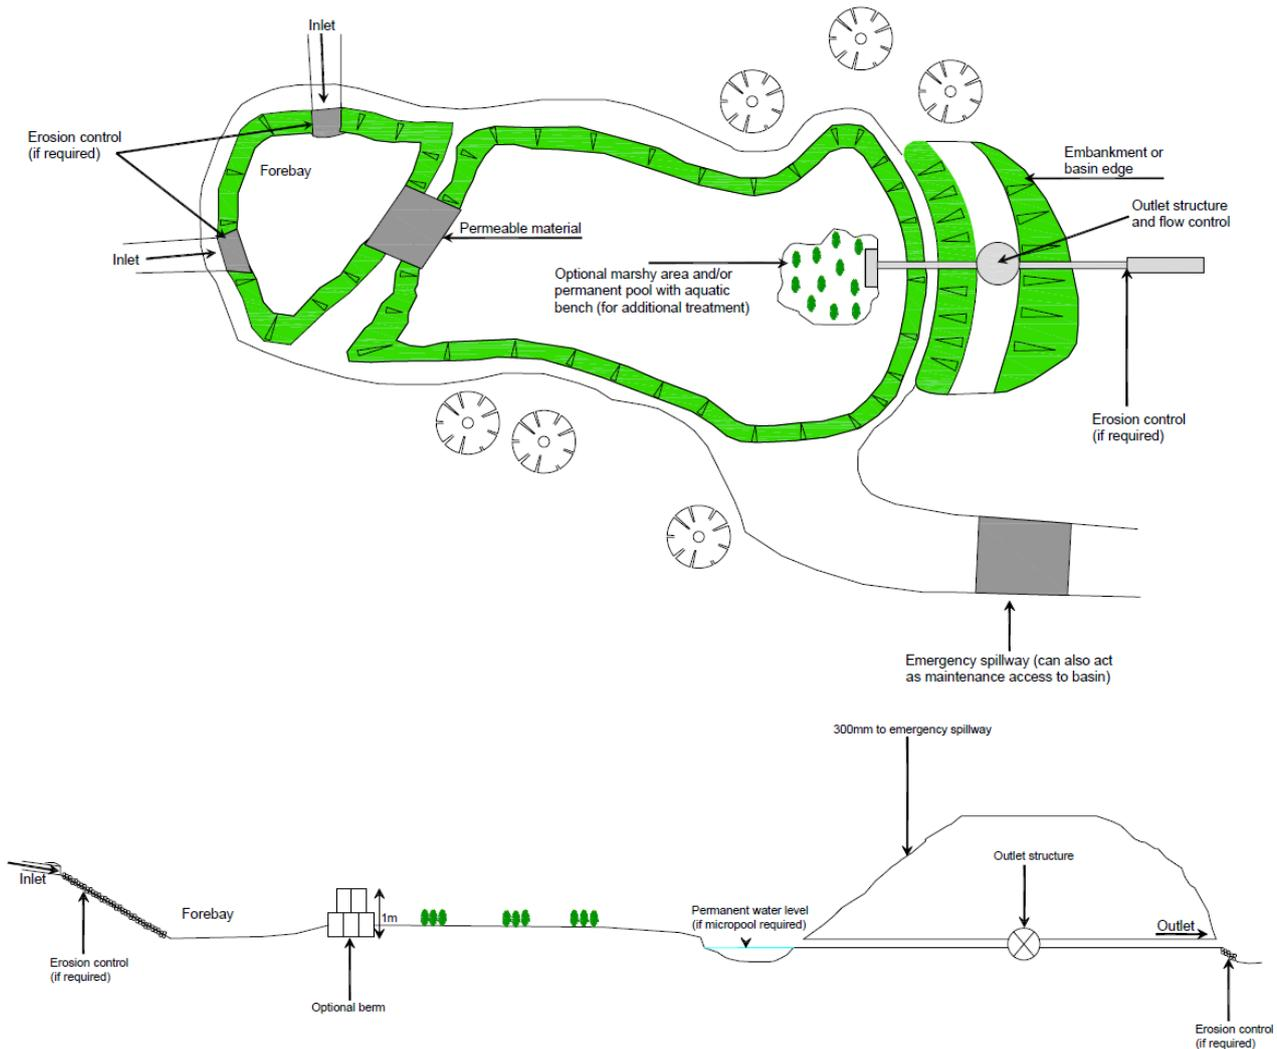 Inlet
Erosion control
(if required)
Forebay
Embankment or
basin edge
Outlet structure
and flow control
Permeable material
Inlet
Optional marshy area and/or
permanent pool with aquatic
bench (for additional treatment)
Erosion control
(if required)
Emergency spillway (can also act
as maintenance access to basin)
300mm to emergency spillway
Outlet structure
Inlet
Forebay
1m
Permanent water level
(if micropool required)
Outlet
Erosion control
(if required)
Optional berm
Erosion control
(if required)